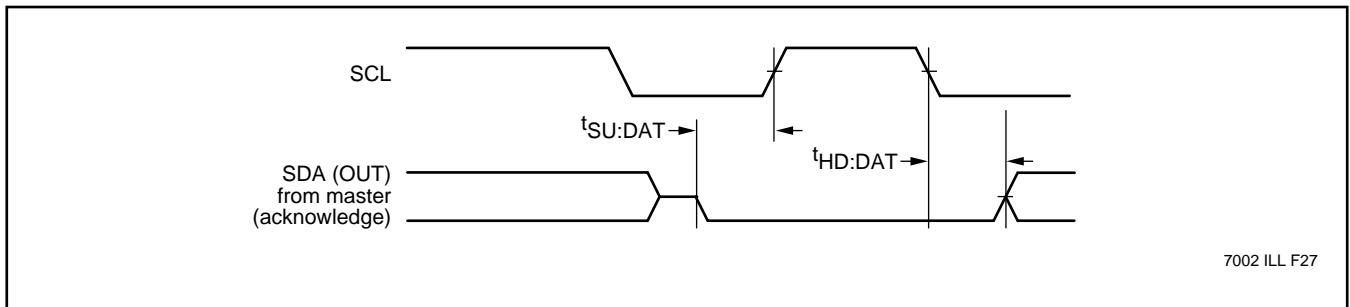 SCL
tSU:DAT
tHD:DAT
SDA (OUT)
from master
(acknowledge)
7002 ILL F27